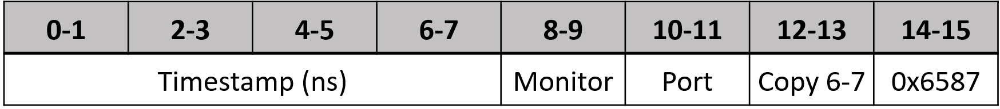 0-1 2-3 4-5 6-7 8-9 10-11 12-13 14-15
Timestamp (ns) Monitor Port Copy 6-7 0x6587